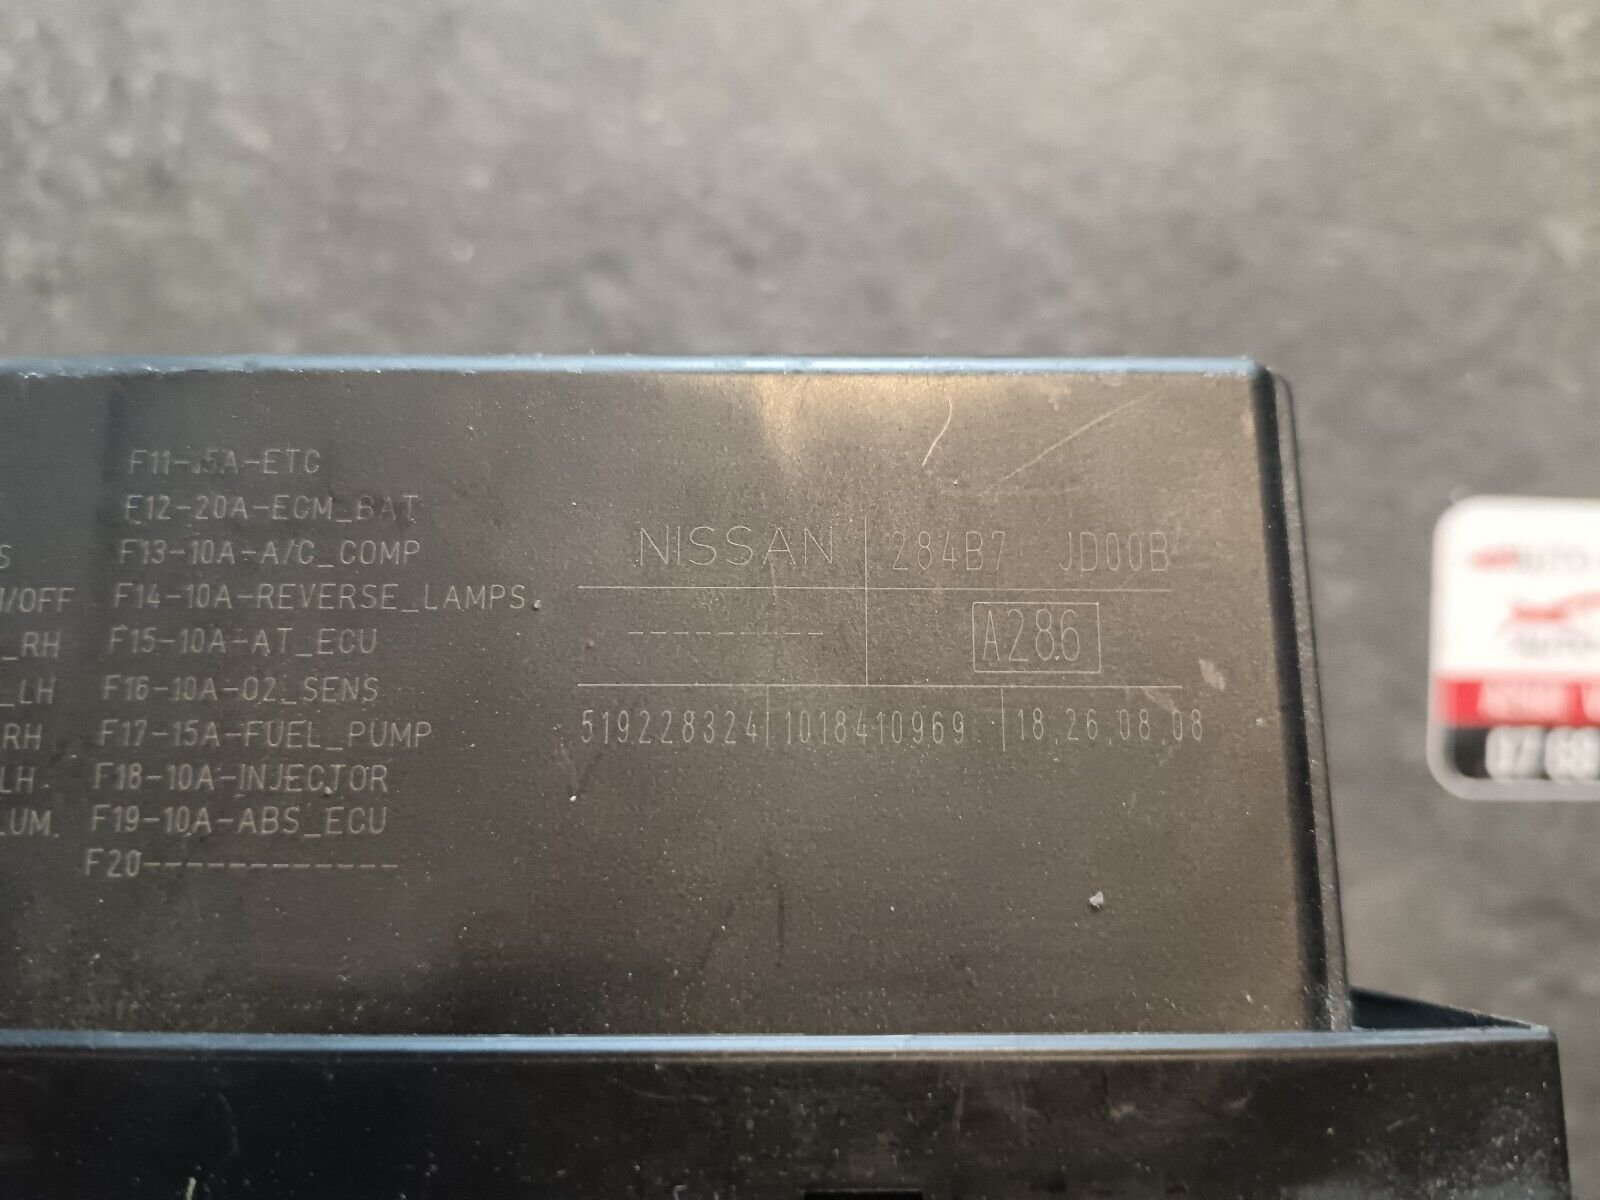 F11-15A-ETC
F12-20A-ECM_BAT
S F13-10A-A/C_COMP
/OFF F14-10A-REVERSE_LAMPS
_RH F15-10A-AT_ECU
_LH F16-10A-O2_SENS
RH F17-15A-FUEL_PUMP
LH F18-10A-INJECTOR
LUM. F19-10A-ABS_ECU
F20------------
NISSAN 284B7 JD00B
--------- A286
519228324 1018410969 18.26.08.08
AUTO